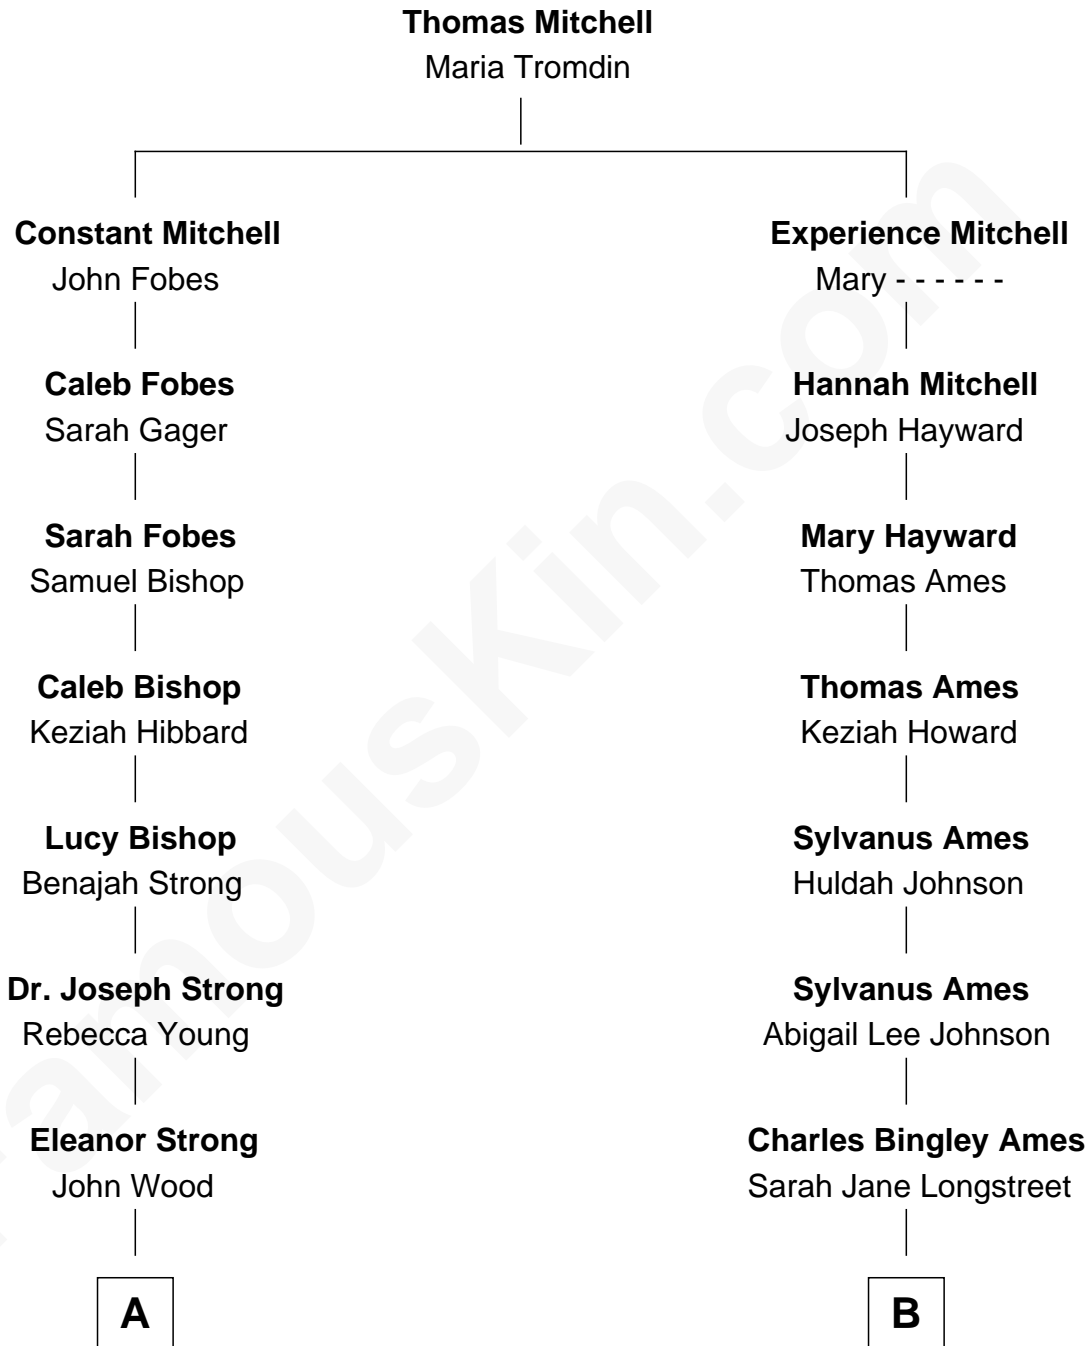 Thomas Mitchell
Maria Tromdin
Constant Mitchell
John Fobes
Experience Mitchell
Mary - - - - - -
Caleb Fobes
Sarah Gager
Hannah Mitchell
Joseph Hayward
Sarah Fobes
Samuel Bishop
Mary Hayward
Thomas Ames
Caleb Bishop
Keziah Hibbard
Thomas Ames
Keziah Howard
Lucy Bishop
Benajah Strong
Sylvanus Ames
Huldah Johnson
Dr. Joseph Strong
Rebecca Young
Sylvanus Ames
Abigail Lee Johnson
Eleanor Strong
John Wood
Charles Bingley Ames
Sarah Jane Longstreet
A
B
FamousKin.com